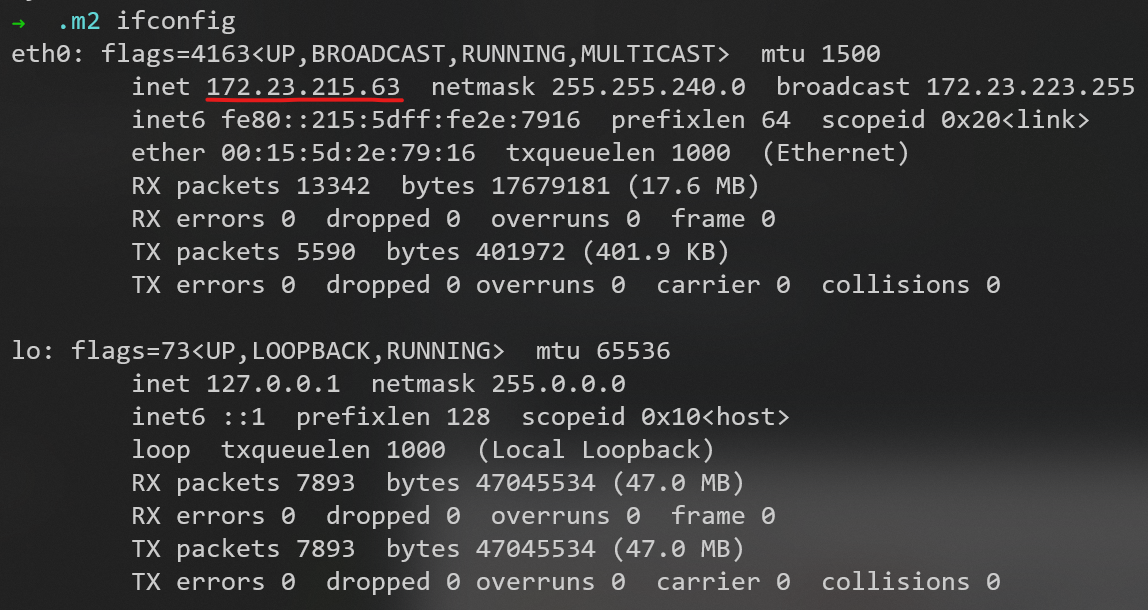 → .m2 ifconfig
eth0: flags=4163<UP,BROADCAST,RUNNING,MULTICAST>  mtu 1500
        inet 172.23.215.63  netmask 255.255.240.0  broadcast 172.23.223.255
        inet6 fe80::215:5dff:fe2e:7916  prefixlen 64  scopeid 0x20<link>
        ether 00:15:5d:2e:79:16  txqueuelen 1000  (Ethernet)
        RX packets 13342  bytes 17679181 (17.6 MB)
        RX errors 0  dropped 0  overruns 0  frame 0
        TX packets 5590  bytes 401972 (401.9 KB)
        TX errors 0  dropped 0 overruns 0  carrier 0  collisions 0

lo: flags=73<UP,LOOPBACK,RUNNING>  mtu 65536
        inet 127.0.0.1  netmask 255.0.0.0
        inet6 ::1  prefixlen 128  scopeid 0x10<host>
        loop  txqueuelen 1000  (Local Loopback)
        RX packets 7893  bytes 47045534 (47.0 MB)
        RX errors 0  dropped 0  overruns 0  frame 0
        TX packets 7893  bytes 47045534 (47.0 MB)
        TX errors 0  dropped 0 overruns 0  carrier 0  collisions 0